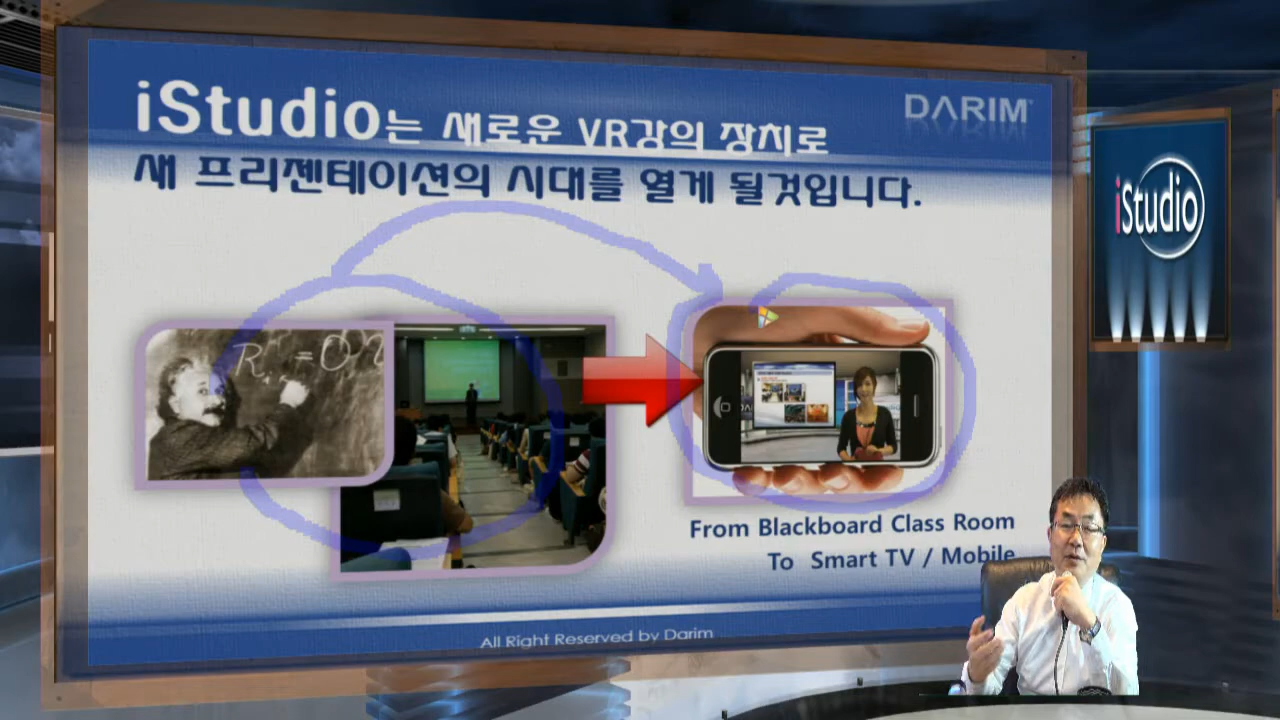 iStudio는 새로운 VR강의 장치로
DARIM
새 프리젠테이션의 시대를 열게 될것입니다.
iStudio
From Blackboard Class Room
To Smart TV / Mobile
All Right Reserved by Darim